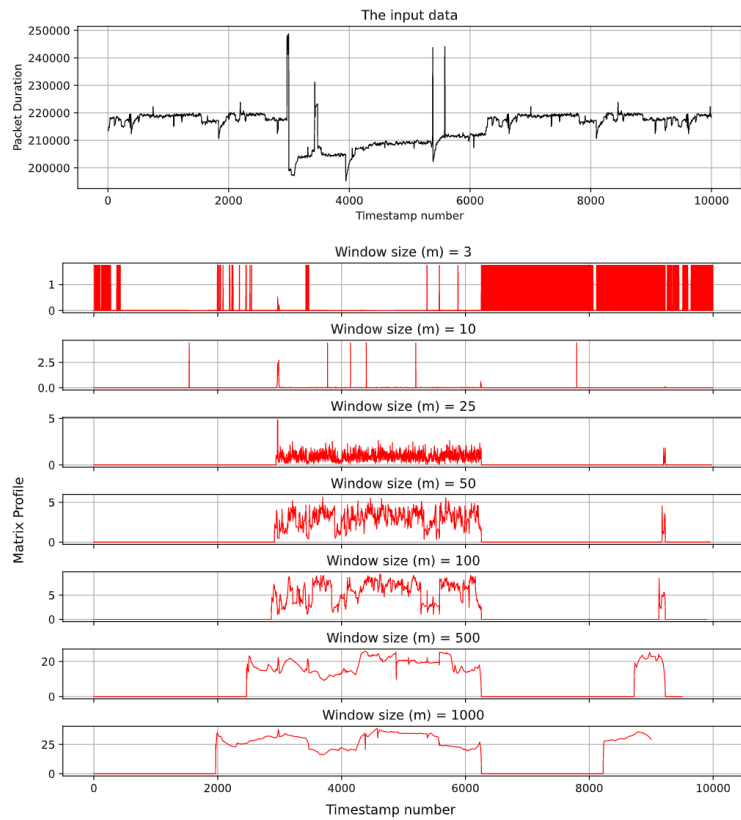 The input data
Packet Duration
250000
240000
230000
220000
210000
200000
0 2000 4000 6000 8000 10000
Timestamp number
Matrix Profile
Window size (m) = 3
1
0
Window size (m) = 10
2.5
0.0
Window size (m) = 25
5
0
Window size (m) = 50
5
0
Window size (m) = 100
5
0
Window size (m) = 500
20
0
Window size (m) = 1000
25
0
0 2000 4000 6000 8000 10000
Timestamp number